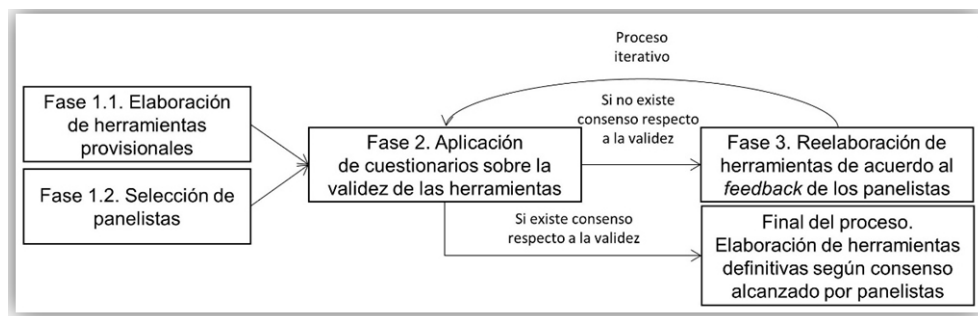 Proceso
iterativo
Fase 1.1. Elaboración
de herramientas
provisionales
Fase 1.2. Selección de
panelistas
Fase 2. Aplicación
de cuestionarios sobre la
validez de las herramientas
Si no existe
consenso respecto
a la validez
Fase 3. Reelaboración de
herramientas de acuerdo al
feedback de los panelistas
Si existe consenso
respecto a la validez
Final del proceso.
Elaboración de herramientas
definitivas según consenso
alcanzado por panelistas